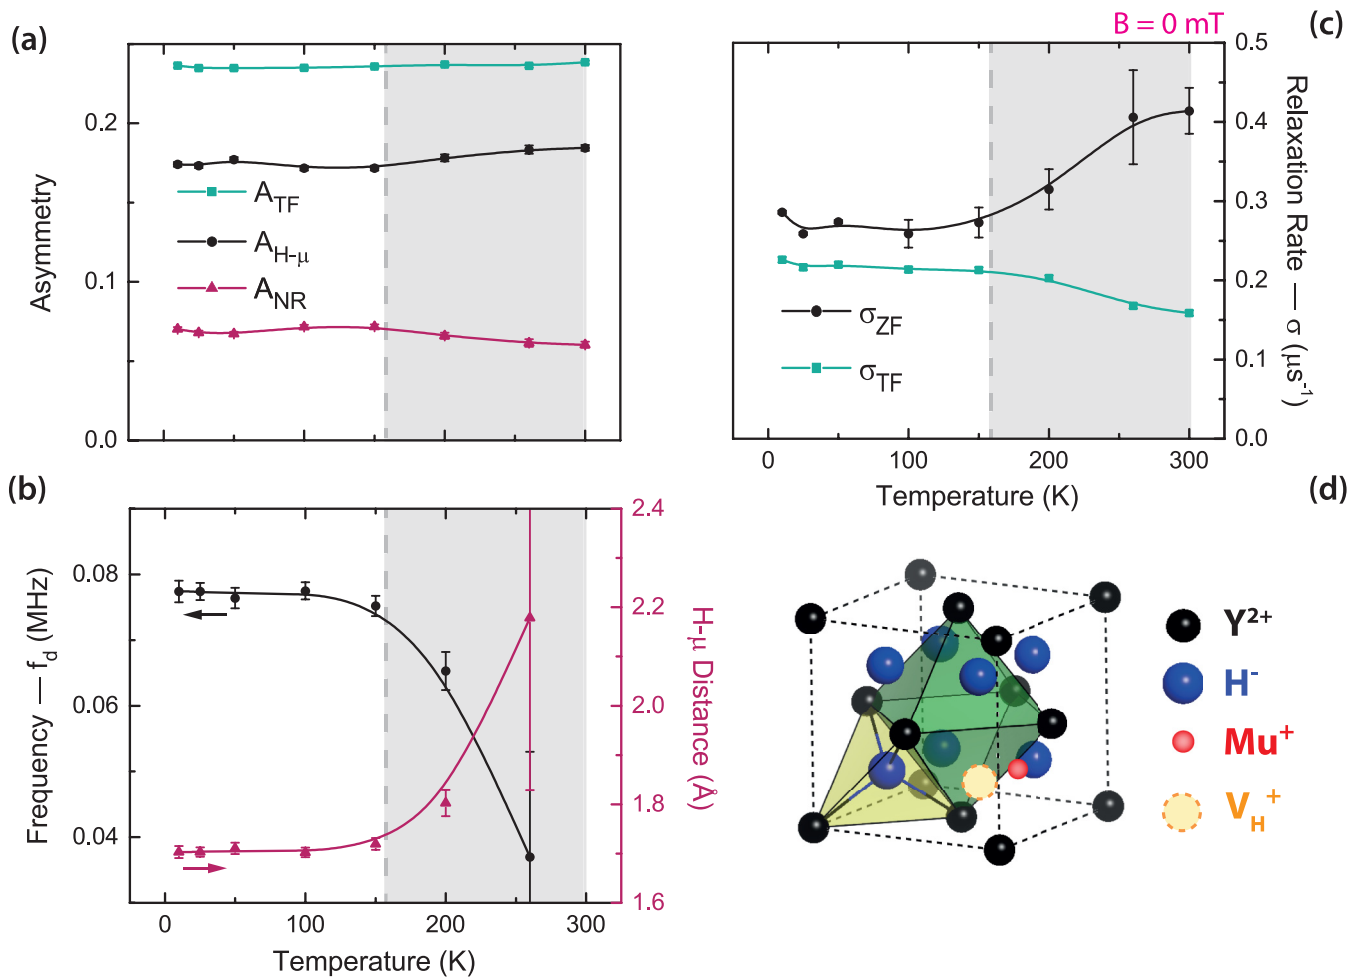 (a)
0.2
0.1
0.0
Asymmetry
A_TF
A_H-μ
A_NR
B = 0 mT
(c)
0.5
0.4
0.3
0.2
0.1
0.0
Relaxation Rate — σ (μs⁻¹)
σ_ZF
σ_TF
0 100 200 300
Temperature (K)
(b)
0.08
0.06
0.04
Frequency — f_d (MHz)
2.4
2.2
2.0
1.8
1.6
H-μ Distance (Å)
0 100 200 300
Temperature (K)
(d)
Y²⁺
H⁻
Mu⁺
V_H⁺